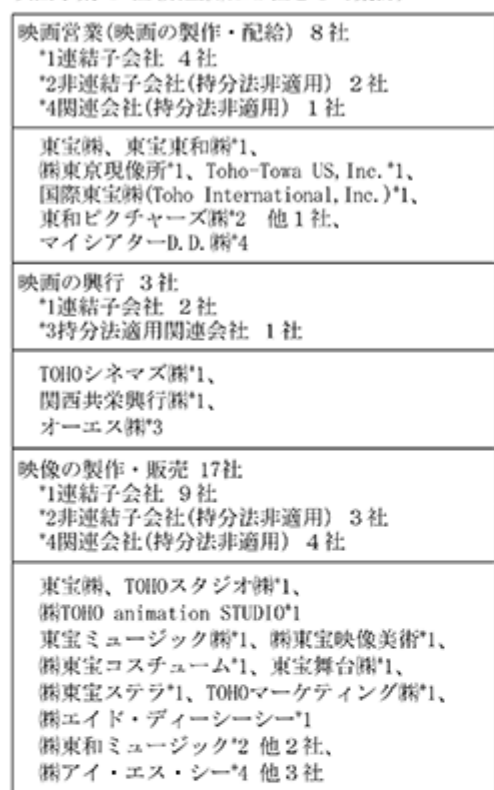 映画営業(映画の製作・配給) 8社
*1連結子会社 4社
*2非連結子会社(持分法非適用) 2社
*4関連会社(持分法非適用) 1社
東宝㈱、東宝東和㈱*1、
㈱東京現像所*1、Toho-Towa US,Inc.*1、
国際東宝㈱(Toho International,Inc.)*1、
東和ピクチャーズ㈱*2 他1社、
マイシアターD.D.㈱*4
映画の興行 3社
*1連結子会社 2社
*3持分法適用関連会社 1社
TOHOシネマズ㈱*1、
関西共栄興行㈱*1、
オーエス㈱*3
映像の製作・販売 17社
*1連結子会社 9社
*2非連結子会社(持分法非適用) 3社
*4関連会社(持分法非適用) 4社
東宝㈱、TOHOスタジオ㈱*1、
㈱TOHO animation STUDIO*1
東宝ミュージック㈱*1、㈱東宝映像美術*1、
㈱東宝コスチューム*1、東宝舞台㈱*1、
㈱東宝ステラ*1、TOHOマーケティング㈱*1、
㈱エイド・ディーシーシー*1
㈱東和ミュージック*2 他2社、
㈱アイ・エス・シー*4 他3社